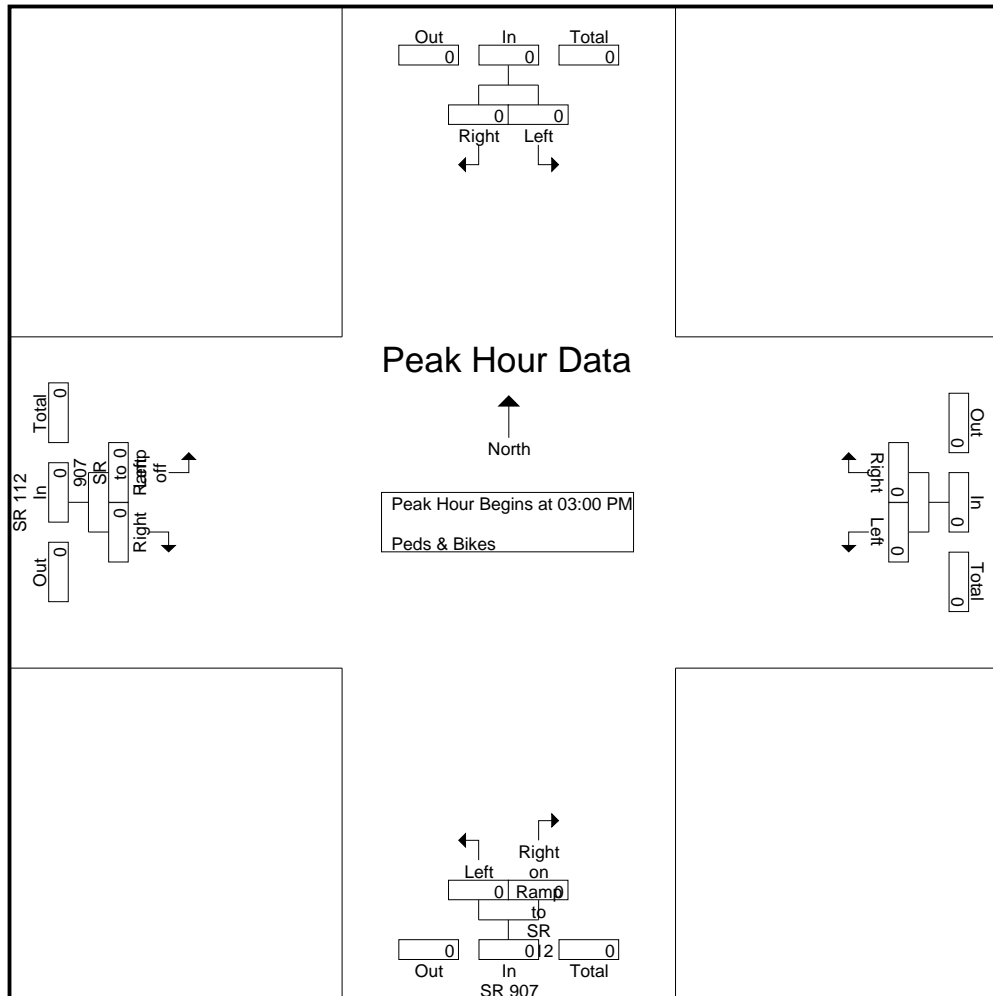 Out In Total
0 0 0
0 0
Right Left
Peak Hour Data
North
Peak Hour Begins at 03:00 PM
Peds & Bikes
SR 112
Total In Out
0 0 0
Left off Ramp to SR 907
0
Right
0
Out In Total
0 0 0
Right Left
0 0
Left
Right
on
Ramp
to
SR
0 0
0 0 0
Out In Total
SR 907